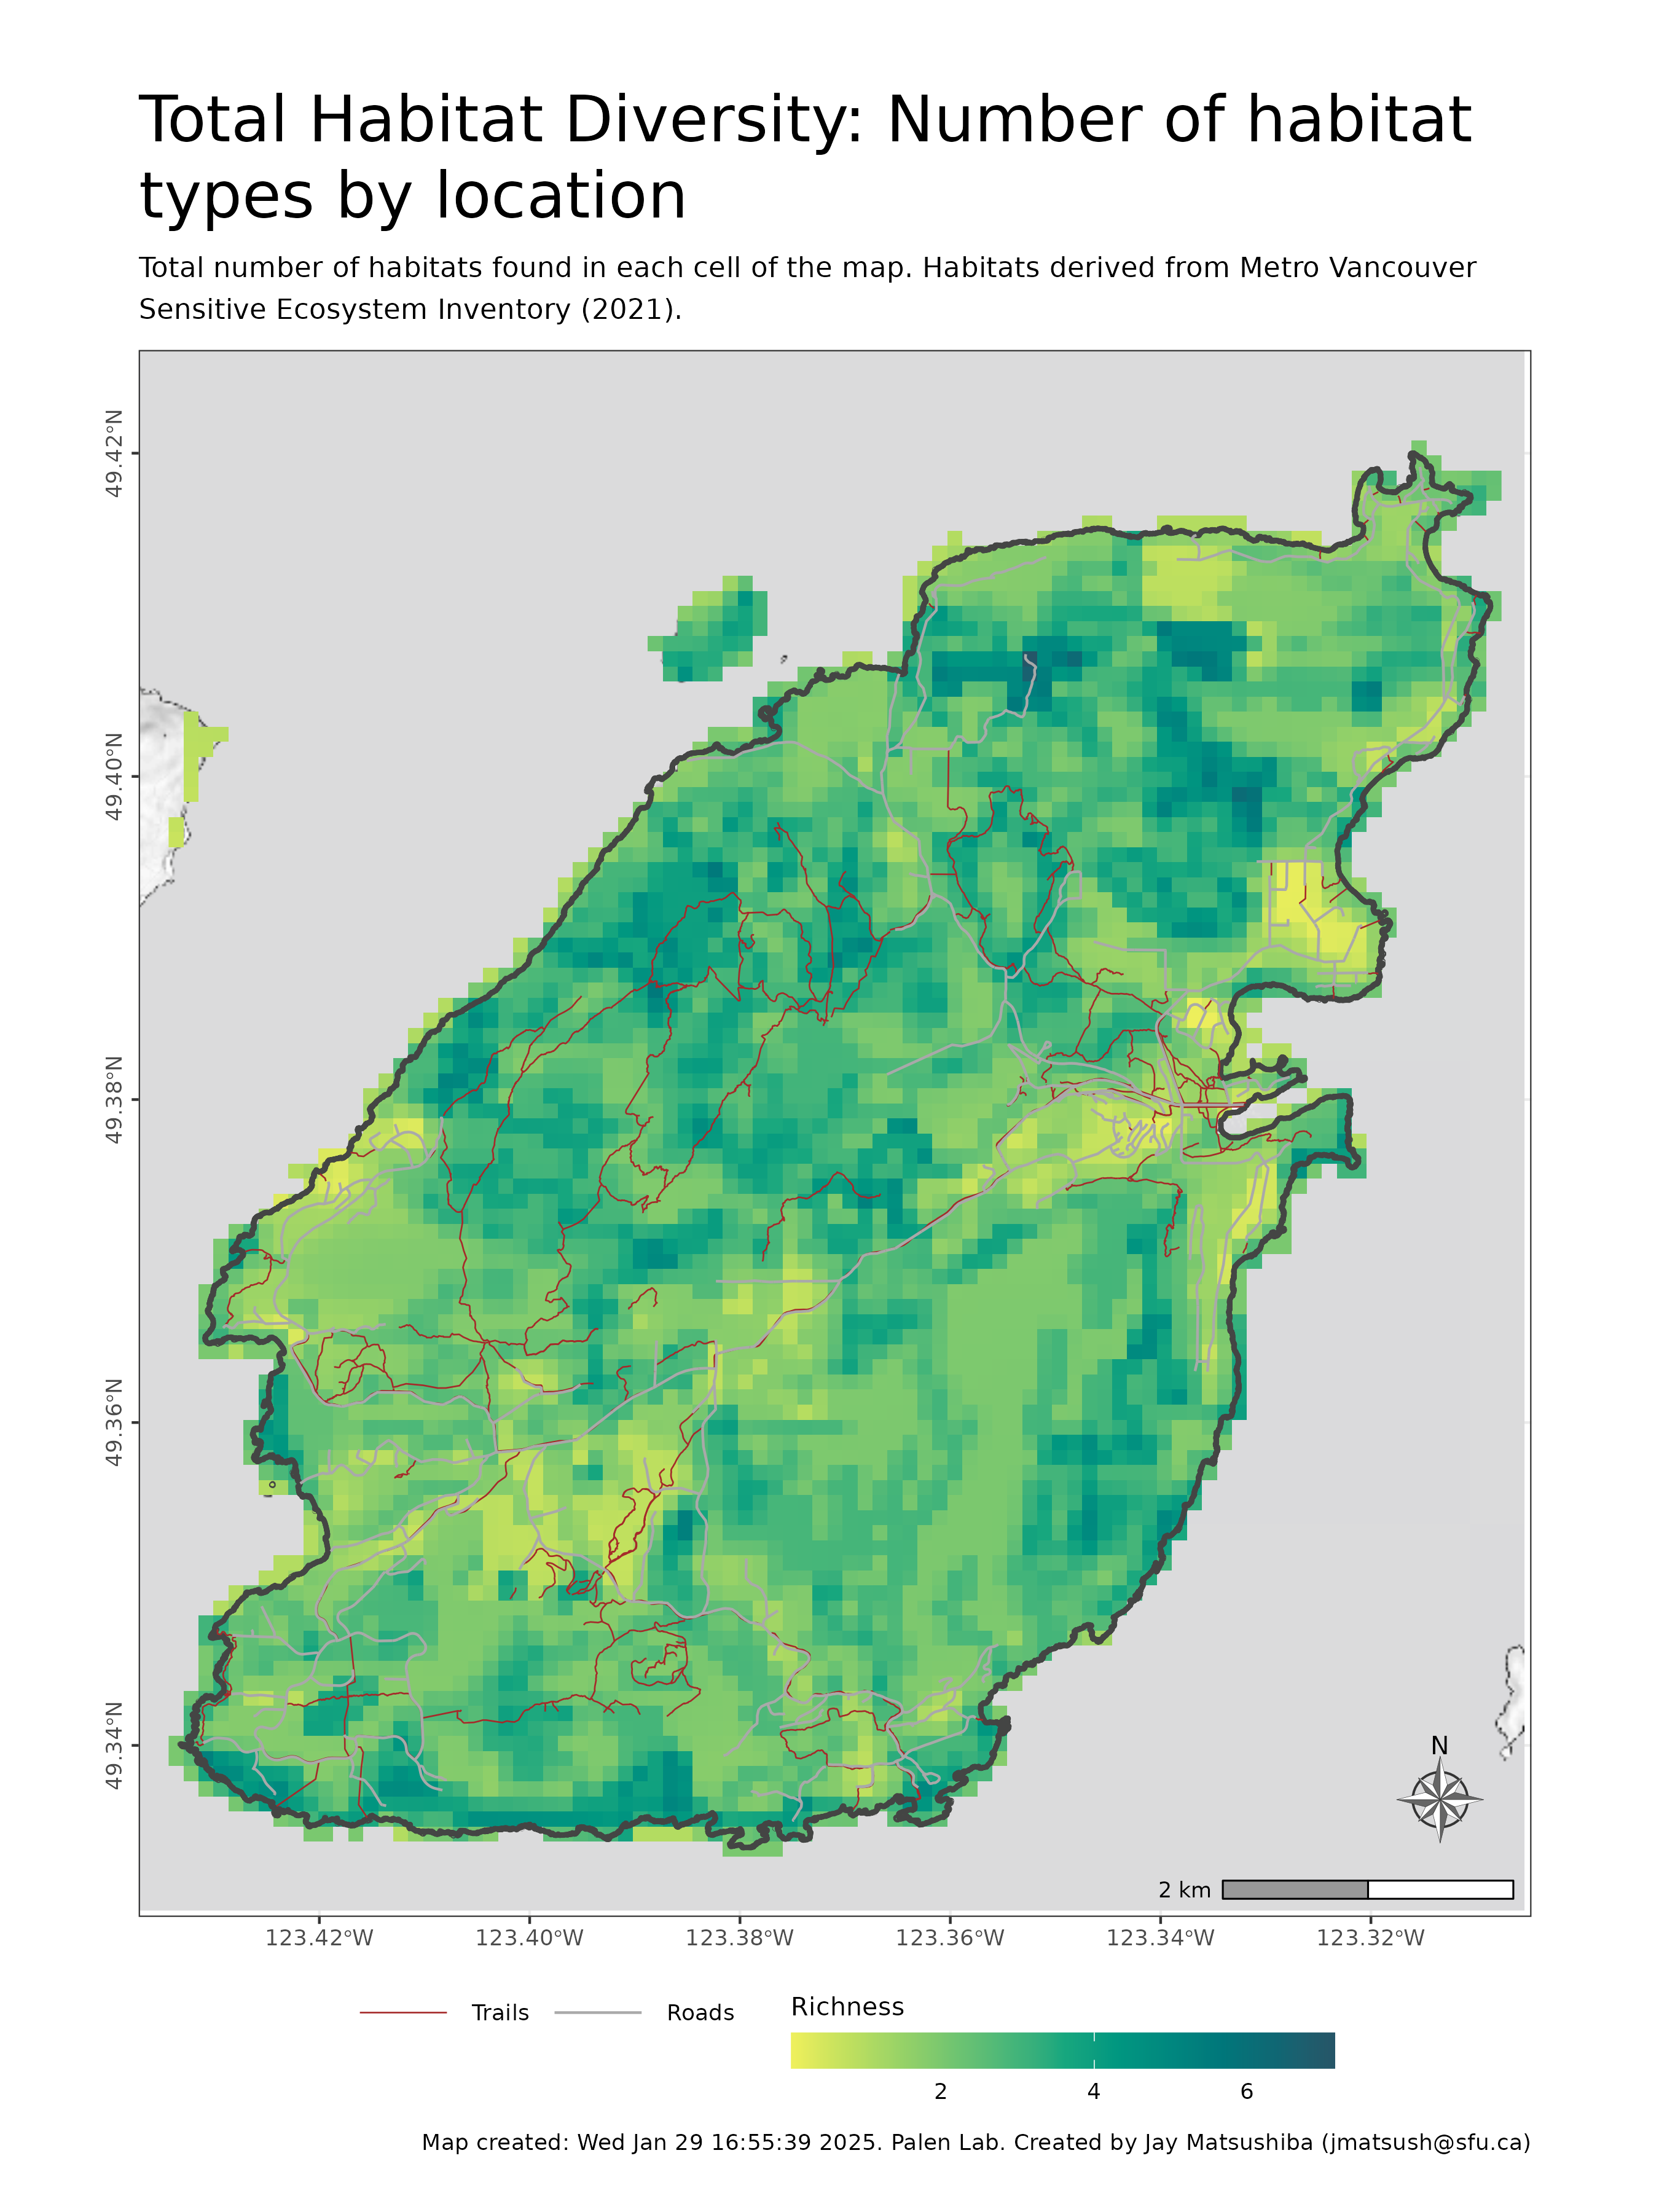 Total Habitat Diversity: Number of habitat
types by location
Total number of habitats found in each cell of the map. Habitats derived from Metro Vancouver
Sensitive Ecosystem Inventory (2021).
49.42°N
49.40°N
49.38°N
49.36°N
49.34°N
N
2 km
123.42°W 123.40°W 123.38°W 123.36°W 123.34°W 123.32°W
Trails Roads
Richness
2 4 6
Map created: Wed Jan 29 16:55:39 2025. Palen Lab. Created by Jay Matsushiba (jmatsush@sfu.ca)